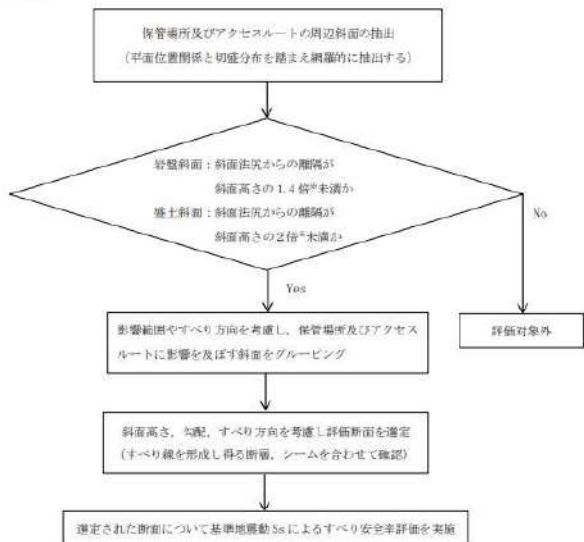 保管場所及びアクセスルートの周辺斜面の抽出
(平面位置関係と切盛分布を踏まえ網羅的に抽出する)
岩盤斜面:斜面法尻からの離隔が
斜面高さの1.4倍*未満か
盛土斜面:斜面法尻からの離隔が
斜面高さの2倍*未満か
No
Yes
影響範囲やすべり方向を考慮し、保管場所及びアクセス
ルートに影響を及ぼす斜面をグルーピング
評価対象外
斜面高さ、勾配、すべり方向を考慮し評価断面を選定
(すべり線を形成し得る断層、シームを合わせて確認)
選定された断面について基準地震動Ssによるすべり安全率評価を実施